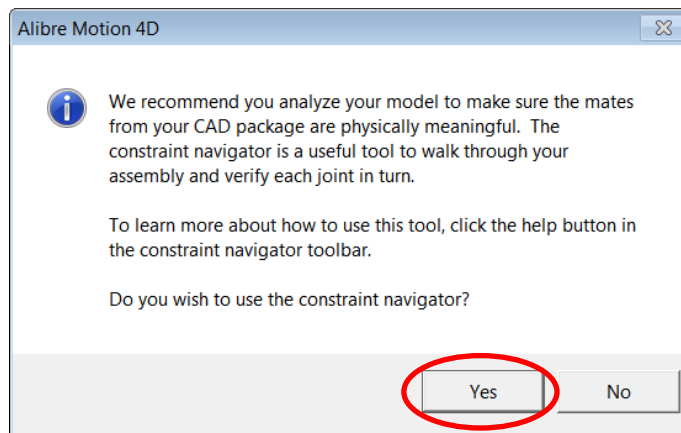 Alibre Motion 4D
We recommend you analyze your model to make sure the mates
from your CAD package are physically meaningful.  The
constraint navigator is a useful tool to walk through your
assembly and verify each joint in turn.
To learn more about how to use this tool, click the help button in
the constraint navigator toolbar.
Do you wish to use the constraint navigator?
Yes
No